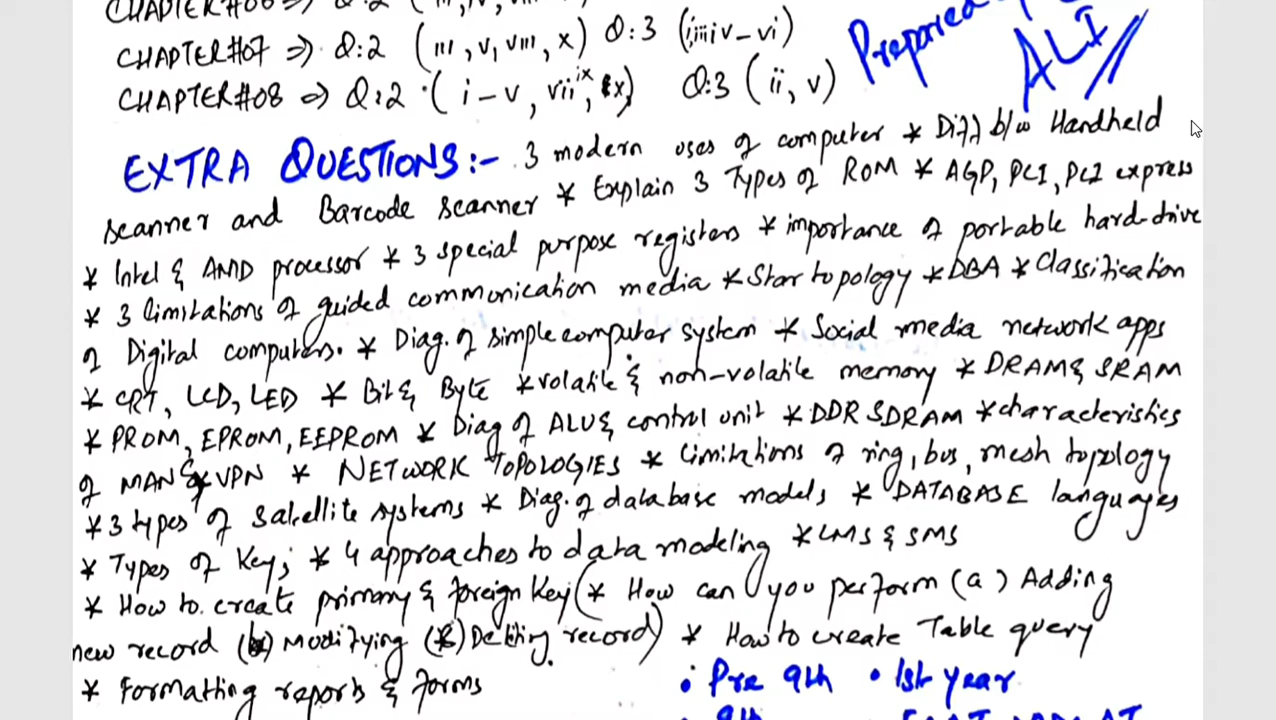 CHAPTER#06 => Q:2
CHAPTER#07 => Q:2 (III, V, VIII, X) Q:3 (iiiiv-vi)
CHAPTER#08 => Q:2 (i-v, vii, ix, x) Q:3 (ii, v)
Prepared
ALI
EXTRA QUESTIONS:- 3 modern uses of computer * Diff b/w Handheld
scanner and Barcode scanner * Explain 3 Types of ROM * AGP, PCI, PCI express
* Intel & AMD processor * 3 special purpose registers * importance of portable hard-drive
* 3 limitations of guided communication media * Star topology * DBA * Classification
of Digital computers. * Diag. of simple computer system * Social media network apps
* CRT, LCD, LED * Bit & Byte * volatile & non-volatile memory * DRAM & SRAM
* PROM, EPROM, EEPROM * Diag of ALU & control unit * DDR SDRAM * characteristics
of MAN & VPN * NETWORK TOPOLOGIES * limitations of ring, bus, mesh topology
* 3 types of Satellite systems * Diag. of database models * DATABASE languages
* Types of Keys * 4 approaches to data modeling * LMS & SMS
* How to create primary & foreign Key (* How can you perform (a) Adding
new record (b) Modifying (c) Deleting record) * How to create Table query
* Formatting reports & forms
• Pre 9th • 1st year
• 9th